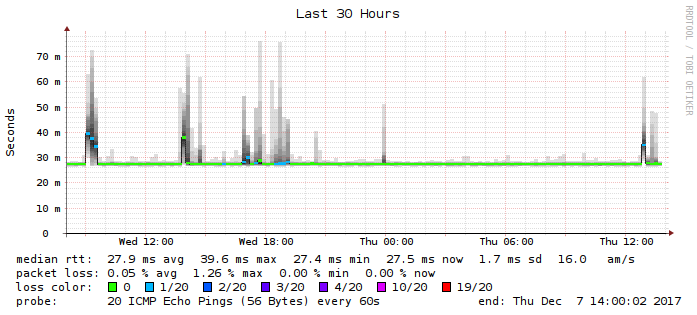 Last 30 Hours
RRDTOOL / TOBI OETIKER
Seconds
70 m
60 m
50 m
40 m
30 m
20 m
10 m
0
Wed 12:00 Wed 18:00 Thu 00:00 Thu 06:00 Thu 12:00
median rtt: 27.9 ms avg 39.6 ms max 27.4 ms min 27.5 ms now 1.7 ms sd 16.0 am/s
packet loss: 0.05 % avg 1.26 % max 0.00 % min 0.00 % now
loss color: 0 1/20 2/20 3/20 4/20 10/20 19/20
probe: 20 ICMP Echo Pings (56 Bytes) every 60s end: Thu Dec 7 14:00:02 2017